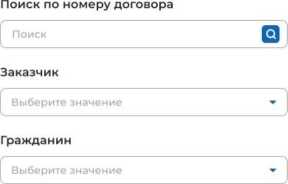 Поиск по номеру договора
Поиск
Заказчик
Выберите значение
Гражданин
Выберите значение